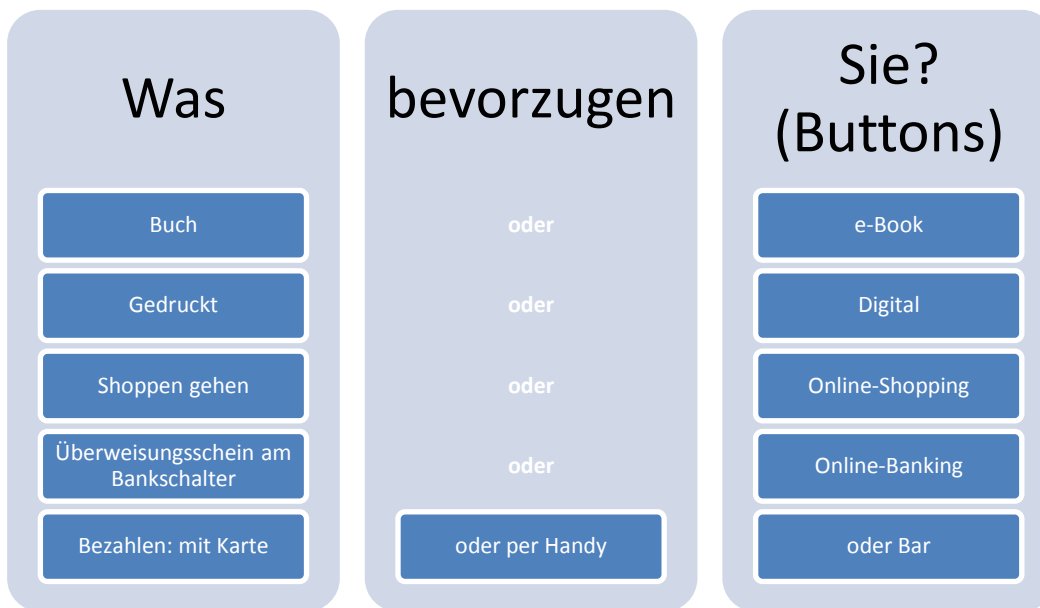 Was bevorzugen Sie?
(Buttons)
Buch oder e-Book
Gedruckt oder Digital
Shoppen gehen oder Online-Shopping
Überweisungsschein am
Bankschalter oder Online-Banking
Bezahlen: mit Karte oder per Handy oder Bar